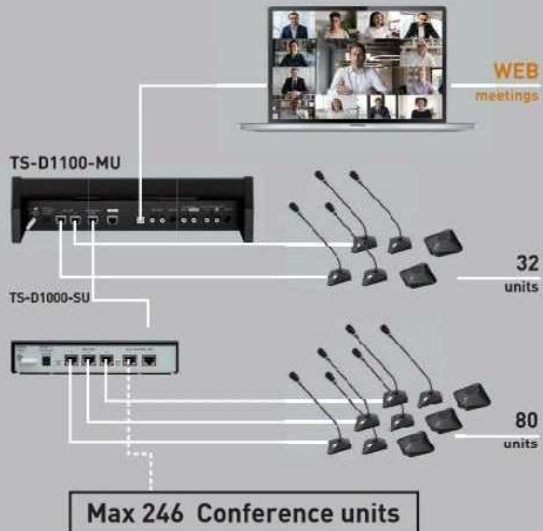 WEB
meetings
TS-D1100-MU
32
units
TS-D1000-SU
80
units
Max 246 Conference units